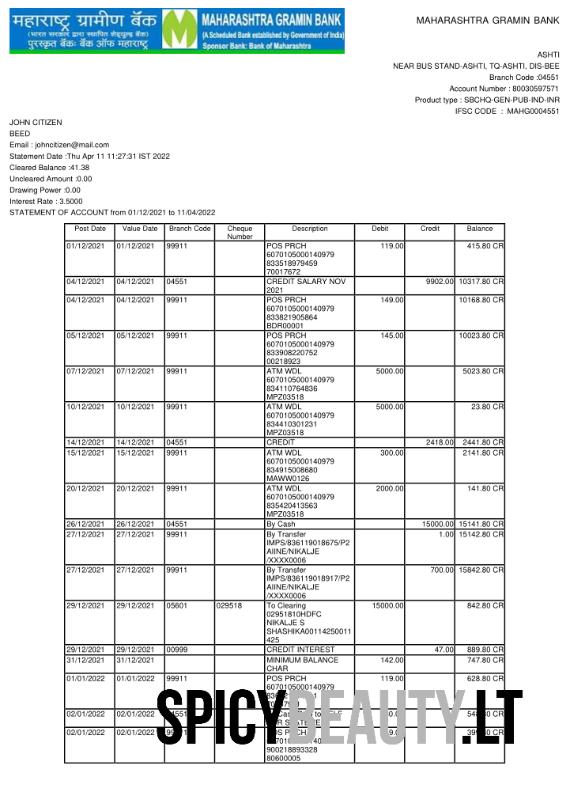 महाराष्ट्र ग्रामीण बैंक
(भारत सरकार द्वारा स्थापित शेड्युल्ड बैंक)
पुरस्कृत बैंक: बैंक ऑफ महाराष्ट्र
MAHARASHTRA GRAMIN BANK
(A Scheduled Bank established by Government of India)
Sponsor Bank: Bank of Maharashtra
MAHARASHTRA GRAMIN BANK
ASHTI
NEAR BUS STAND-ASHTI, TQ-ASHTI, DIS-BEE
Branch Code :04551
Account Number : 80030597571
Product type : SBCHQ-GEN-PUB-IND-INR
IFSC CODE : MAHG0004551
JOHN CITIZEN
BEED
Email : johncitizen@mail.com
Statement Date :Thu Apr 11 11:27:31 IST 2022
Cleared Balance :41.38
Uncleared Amount :0.00
Drawing Power :0.00
Interest Rate : 3.5000
STATEMENT OF ACCOUNT from 01/12/2021 to 11/04/2022
Post Date Value Date Branch Code Cheque Description Debit Credit Balance
Number
01/12/2021 01/12/2021 99911 POS PRCH 119.00 415.80 CR
6070105000140979
833518979459
70017672
04/12/2021 04/12/2021 04551 CREDIT SALARY NOV 9902.00 10317.80 CR
2021
04/12/2021 04/12/2021 99911 POS PRCH 149.00 10168.80 CR
6070105000140979
833821905864
BDR00001
05/12/2021 05/12/2021 99911 POS PRCH 145.00 10023.80 CR
6070105000140979
833908220752
00218923
07/12/2021 07/12/2021 99911 ATM WDL 5000.00 5023.80 CR
6070105000140979
834110764836
MPZ03518
10/12/2021 10/12/2021 99911 ATM WDL 5000.00 23.80 CR
6070105000140979
834410301231
MPZ03518
14/12/2021 14/12/2021 04551 CREDIT 2418.00 2441.80 CR
15/12/2021 15/12/2021 99911 ATM WDL 300.00 2141.80 CR
6070105000140979
834915008680
MAWW0126
20/12/2021 20/12/2021 99911 ATM WDL 2000.00 141.80 CR
6070105000140979
835420413563
MPZ03518
26/12/2021 26/12/2021 04551 By Cash 15000.00 15141.80 CR
27/12/2021 27/12/2021 99911 By Transfer 1.00 15142.80 CR
IMPS/836119018675/P2
AIINE/NIKALJE
/XXXX0006
27/12/2021 27/12/2021 99911 By Transfer 700.00 15842.80 CR
IMPS/836119018917/P2
AIINE/NIKALJE
/XXXX0006
29/12/2021 29/12/2021 05601 029518 To Clearing 15000.00 842.80 CR
02951810HDFC
NIKALJE S
SHASHIKA00114250011
425
29/12/2021 29/12/2021 00999 CREDIT INTEREST 47.00 889.80 CR
31/12/2021 31/12/2021 MINIMUM BALANCE 142.00 747.80 CR
CHAR
01/01/2022 01/01/2022 99911 POS PRCH 119.00 628.80 CR
6070105000140979
02/01/2022 02/01/2022
02/01/2022 02/01/2022
900218893328
80600005
SPICYBEAUTY.LT